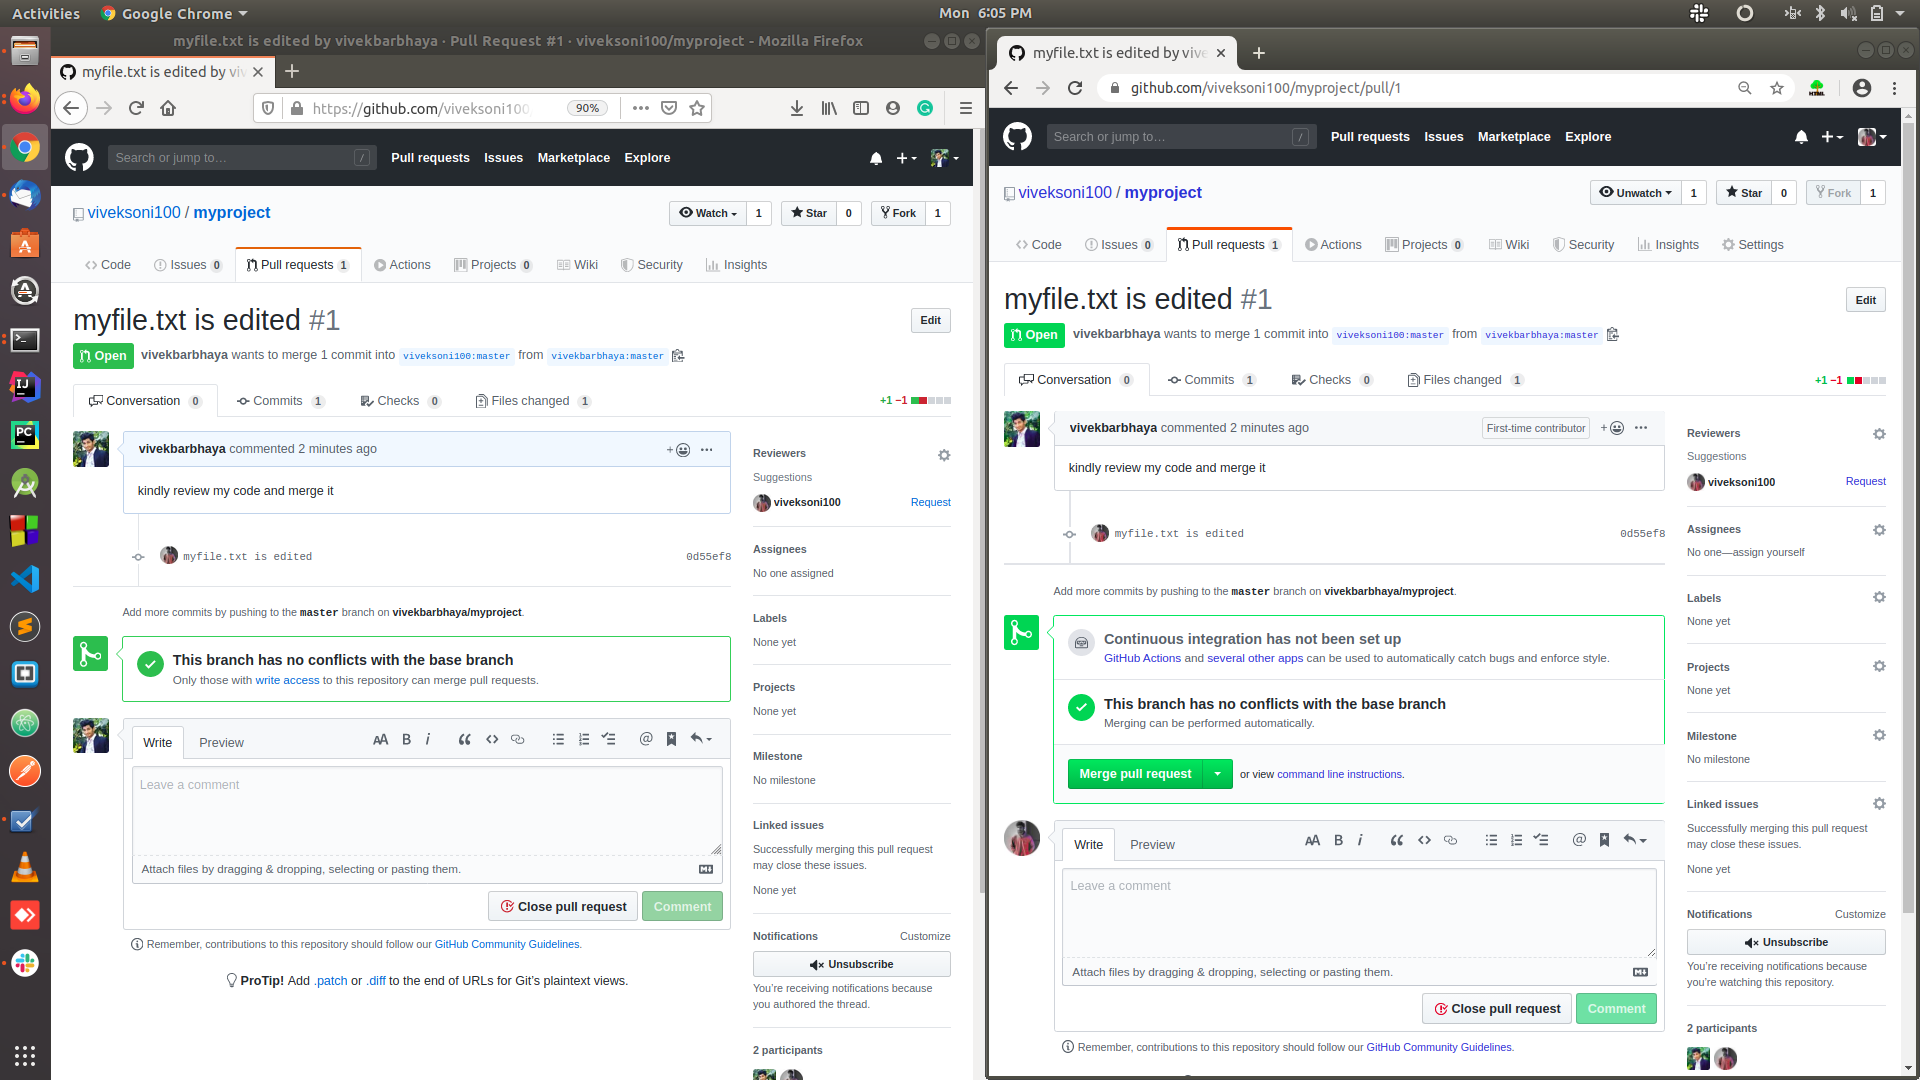 Activities
Google Chrome
Mon 6:05 PM
myfile.txt is edited by vivekbarbhaya · Pull Request #1 · viveksoni100/myproject - Mozilla Firefox
myfile.txt is edited by viv
https://github.com/viveksoni100
90%
Search or jump to…
/
Pull requests
Issues
Marketplace
Explore
viveksoni100 / myproject
Watch 1
Star 0
Fork 1
Code
Issues 0
Pull requests 1
Actions
Projects 0
Wiki
Security
Insights
myfile.txt is edited #1
Edit
Open
vivekbarbhaya wants to merge 1 commit into viveksoni100:master from vivekbarbhaya:master
Conversation 0
Commits 1
Checks 0
Files changed 1
+1 −1
vivekbarbhaya commented 2 minutes ago
kindly review my code and merge it
myfile.txt is edited
0d55ef8
Add more commits by pushing to the master branch on vivekbarbhaya/myproject.
This branch has no conflicts with the base branch
Only those with write access to this repository can merge pull requests.
Write
Preview
AA B i
Leave a comment
Attach files by dragging & dropping, selecting or pasting them.
Close pull request
Comment
Remember, contributions to this repository should follow our GitHub Community Guidelines.
ProTip! Add .patch or .diff to the end of URLs for Git's plaintext views.
Reviewers
Suggestions
viveksoni100
Request
Assignees
No one assigned
Labels
None yet
Projects
None yet
Milestone
No milestone
Linked issues
Successfully merging this pull request
may close these issues.
None yet
Notifications
Customize
Unsubscribe
You're receiving notifications because
you authored the thread.
2 participants
myfile.txt is edited by vive
github.com/viveksoni100/myproject/pull/1
HTML
Search or jump to…
/
Pull requests
Issues
Marketplace
Explore
viveksoni100 / myproject
Unwatch 1
Star 0
Fork 1
Code
Issues 0
Pull requests 1
Actions
Projects 0
Wiki
Security
Insights
Settings
myfile.txt is edited #1
Edit
Open
vivekbarbhaya wants to merge 1 commit into viveksoni100:master from vivekbarbhaya:master
Conversation 0
Commits 1
Checks 0
Files changed 1
+1 −1
vivekbarbhaya commented 2 minutes ago
First-time contributor
kindly review my code and merge it
myfile.txt is edited
0d55ef8
Add more commits by pushing to the master branch on vivekbarbhaya/myproject.
Continuous integration has not been set up
GitHub Actions and several other apps can be used to automatically catch bugs and enforce style.
This branch has no conflicts with the base branch
Merging can be performed automatically.
Merge pull request
or view command line instructions.
Write
Preview
AA B i
Leave a comment
Attach files by dragging & dropping, selecting or pasting them.
Close pull request
Comment
Remember, contributions to this repository should follow our GitHub Community Guidelines.
Reviewers
Suggestions
viveksoni100
Request
Assignees
No one—assign yourself
Labels
None yet
Projects
None yet
Milestone
No milestone
Linked issues
Successfully merging this pull request
may close these issues.
None yet
Notifications
Customize
Unsubscribe
You're receiving notifications because
you're watching this repository.
2 participants